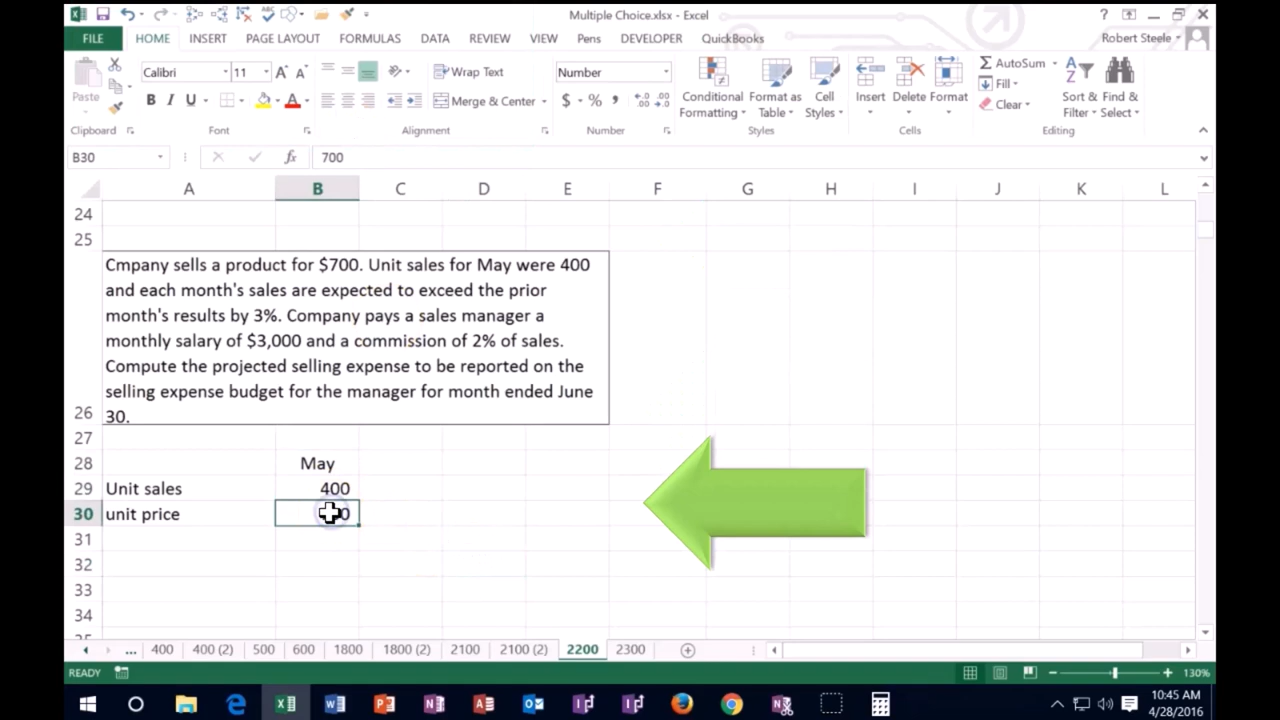 Multiple Choice.xlsx - Excel
FILE HOME INSERT PAGE LAYOUT FORMULAS DATA REVIEW VIEW Pens DEVELOPER QuickBooks Robert Steele
Paste Calibri 11 Wrap Text Number AutoSum
Merge & Center Conditional Formatting Format as Table Cell Styles Insert Delete Format Fill Clear Sort & Filter Find & Select
Clipboard Font Alignment Number Styles Cells Editing
B30 fx 700
A B C D E F G H I J K L
24
25
Cmpany sells a product for $700. Unit sales for May were 400
and each month's sales are expected to exceed the prior
month's results by 3%. Company pays a sales manager a
monthly salary of $3,000 and a commission of 2% of sales.
Compute the projected selling expense to be reported on the
selling expense budget for the manager for month ended June
26 30.
27
28 May
29 Unit sales 400
30 unit price
31
32
33
34
... 400 400 (2) 500 600 1800 1800 (2) 2100 2100 (2) 2200 2300
READY 130%
10:45 AM
4/28/2016